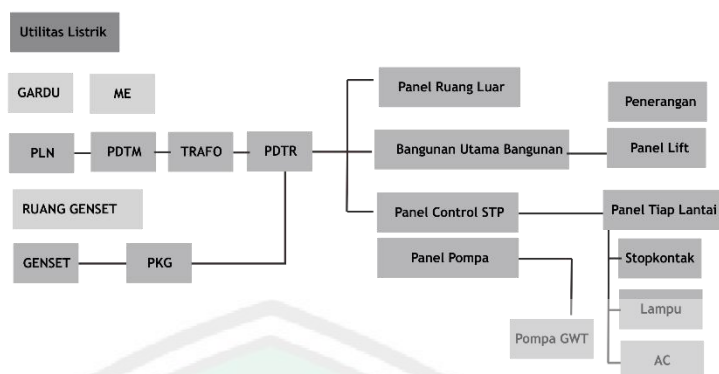 Utilitas Listrik
GARDU
ME
Panel Ruang Luar
Penerangan
PLN
PDTM
TRAFO
PDTR
Bangunan Utama Bangunan
Panel Lift
RUANG GENSET
Panel Control STP
Panel Tiap Lantai
GENSET
PKG
Panel Pompa
Stopkontak
Lampu
Pompa GWT
AC